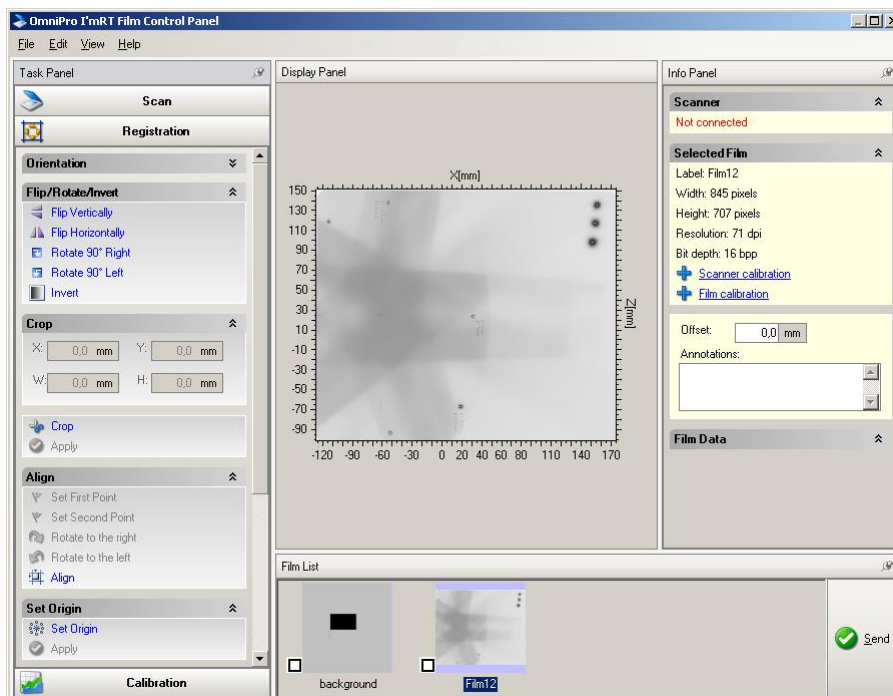 OmniPro I'mRT Film Control Panel
File Edit View Help
Task Panel
Scan
Registration
Orientation
Flip/Rotate/Invert
Flip Vertically
Flip Horizontally
Rotate 90° Right
Rotate 90° Left
Invert
Crop
X: 0,0 mm Y: 0,0 mm
W: 0,0 mm H: 0,0 mm
Crop
Apply
Align
Set First Point
Set Second Point
Rotate to the right
Rotate to the left
Align
Set Origin
Set Origin
Apply
Calibration
Display Panel
X[mm]
150
130
110
90
70
50
30
10
-10
-30
-50
-70
-90
-120 -90 -60 -30 0 20 40 60 80 110 140 170
Z[mm]
Info Panel
Scanner
Not connected
Selected Film
Label: Film12
Width: 845 pixels
Height: 707 pixels
Resolution: 71 dpi
Bit depth: 16 bpp
Scanner calibration
Film calibration
Offset: 0,0 mm
Annotations:
Film Data
Film List
background
Film12
Send